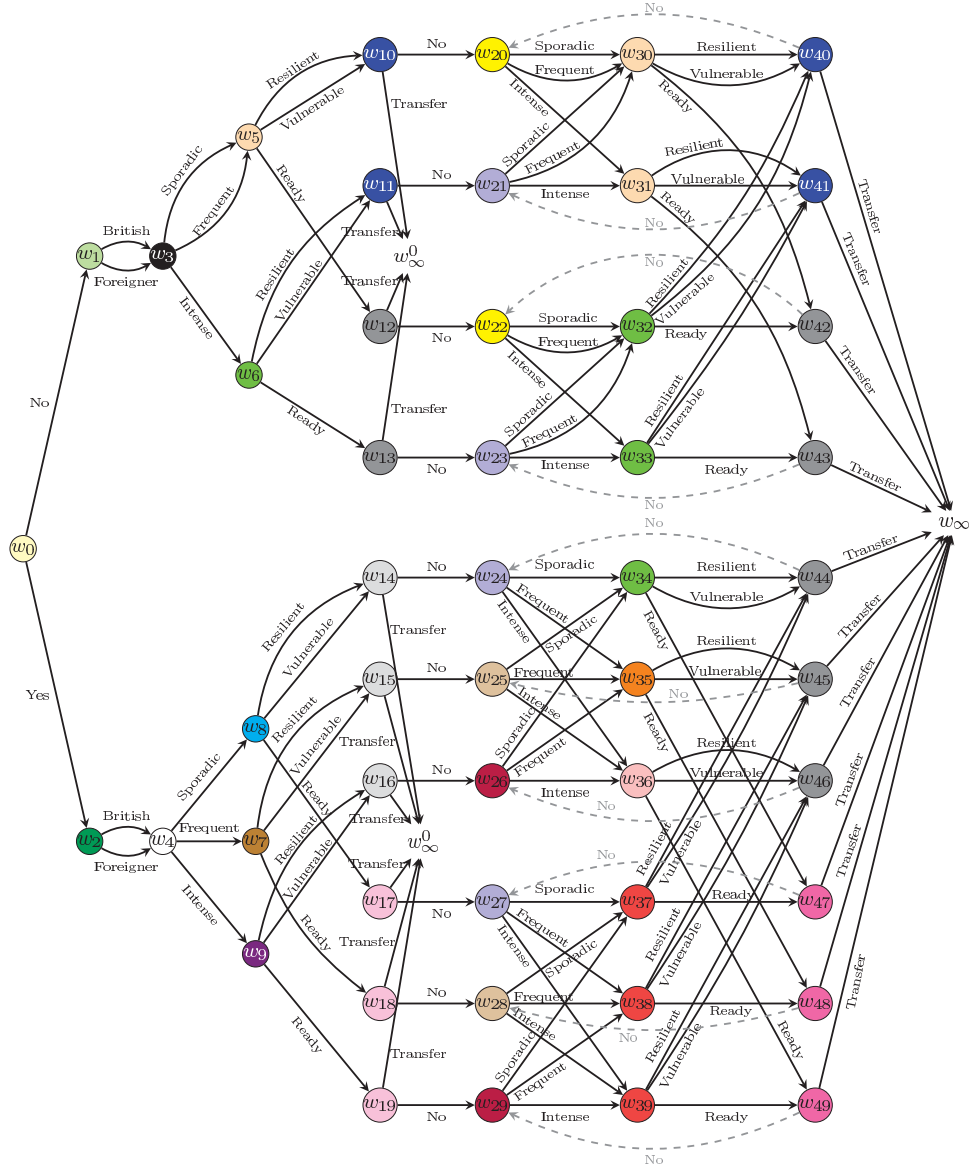 No
w40
w20 Sporadic w30 Resilient
No
w10
Frequent Vulnerable
Resilient
Intense Ready
Vulnerable Transfer
w5
Sporadic
Sporadic Frequent Resilient
Ready No
w11 w21 Intense w31 Vulnerable w41
Frequent Transfer
Ready
No
British Transfer
w1 w3 w∞0
Foreigner Resilient No
Transfer
Transfer
Resilient Vulnerable
Vulnerable
Intense
w12 No w22 Sporadic w32 Ready w42
Frequent
Intense Transfer
w6
Resilient
No Ready Transfer Sporadic Vulnerable
Frequent
w13 No w23 Intense w33 Ready w43
Transfer
No
No
w∞
w0
Transfer
w14 No w24 Sporadic w34 Resilient w44
Frequent Vulnerable
Resilient Intense Transfer
Vulnerable Transfer Sporadic Ready
Resilient
w15 No w25 Frequent w35 Vulnerable w45
Yes Intense No Transfer
Resilient Sporadic
w8 Vulnerable Transfer Frequent Ready
Resilient
Sporadic w16 No w26 Intense w36 Vulnerable w46
Ready No Transfer
British Frequent Transfer
w2 w4 w7 w∞0
Foreigner Resilient Resilient
Vulnerable Vulnerable No Transfer
Transfer
Intense w17 No w27 Sporadic w37 Ready w47
Frequent
Ready Transfer Intense Resilient
w9 Sporadic Vulnerable
Transfer
w18 No w28 Frequent w38 Ready w48
Intense
Ready No
Transfer Sporadic Resilient Ready
Frequent Vulnerable
w19 No w29 Intense w39 Ready w49
No